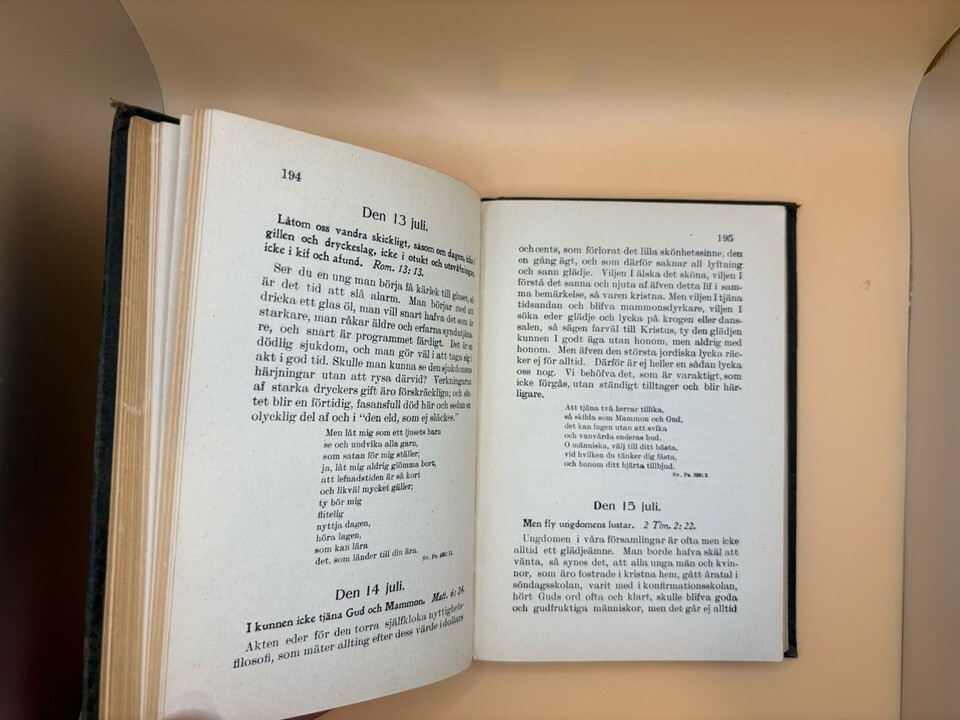 194
Den 13 juli.
Låtom oss vandra skickligt, såsom om dagen, icke i
gillen och dryckeslag, icke i otukt och utsväfningar,
icke i kif och afund. Rom. 13: 13.
Ser du en ung man börja få kärlek till glaset, så
är det tid att slå alarm. Man börjar med att
dricka ett glas öl, man vill snart hafva det som är
starkare, man råkar äldre och erfarna syndatjäna-
re, och snart är programmet färdigt. Det är en
dödlig sjukdom, och man gör väl i att taga sig i
akt i god tid. Skulle man kunna se den sjukdomens
härjningar utan att rysa därvid? Verkningarna
af starka dryckers gift äro förskräckliga; och slu-
tet blir en förtidig, fasansfull död här och sedan en
olycklig del af och i “den eld, som ej släckes.”
Men låt mig som ett ljusets barn
se och undvika alla garn,
som satan för mig ställer;
ja, låt mig aldrig glömma bort,
att lefnadstiden är så kort
och likväl mycket gäller;
ty bör mig
flitelig
nyttja dagen,
höra lagen,
som kan lära
det, som länder till din ära.
Sv. Ps.
Den 14 juli.
I kunnen icke tjäna Gud och Mammon. Matt. 6: 24.
Akten eder för den torra själfkloka nyttighets-
filosofi, som mäter allting efter dess värde i dollars
195
och cents, som förlorat det lilla skönhetssinne, den
en gång ägt, och som därför saknar all lyftning
och sann glädje. Viljen I älska det sköna, viljen I
förstå det sanna och njuta af äfven detta lif i sam-
ma bemärkelse, så varen kristna. Men viljen I tjäna
tidsandan och blifva mammonsdyrkare, viljen I
söka eder glädje och lycka på krogen eller dans-
salen, så sägen farväl till Kristus, ty den glädjen
kunnen I godt äga utan honom, men aldrig med
honom. Men äfven den största jordiska lycka räc-
ker ej för alltid. Därför är ej heller en sådan lycka
oss nog. Vi behöfva det, som är varaktigt, som
icke förgås, utan ständigt tilltager och blir här-
ligare.
Att tjäna två herrar tillika,
så skilda som Mammon och Gud,
det kan ingen utan att svika
och vanvårda enderas bud.
O människa, välj till ditt bästa,
vid hvilken du tänker dig fästa,
och honom ditt hjärta tillbjud.
Sv. Ps.
Den 15 juli.
Men fly ungdomens lustar. 2 Tim. 2: 22.
Ungdomen i våra församlingar är ofta men icke
alltid ett glädjeämne. Man borde hafva skäl att
vänta, så synes det, att alla unga män och kvin-
nor, som äro fostrade i kristna hem, gått åratal i
söndagsskolan, varit med i konfirmationsskolan,
hört Guds ord ofta och klart, skulle blifva goda
och gudfruktiga människor, men det går ej alltid